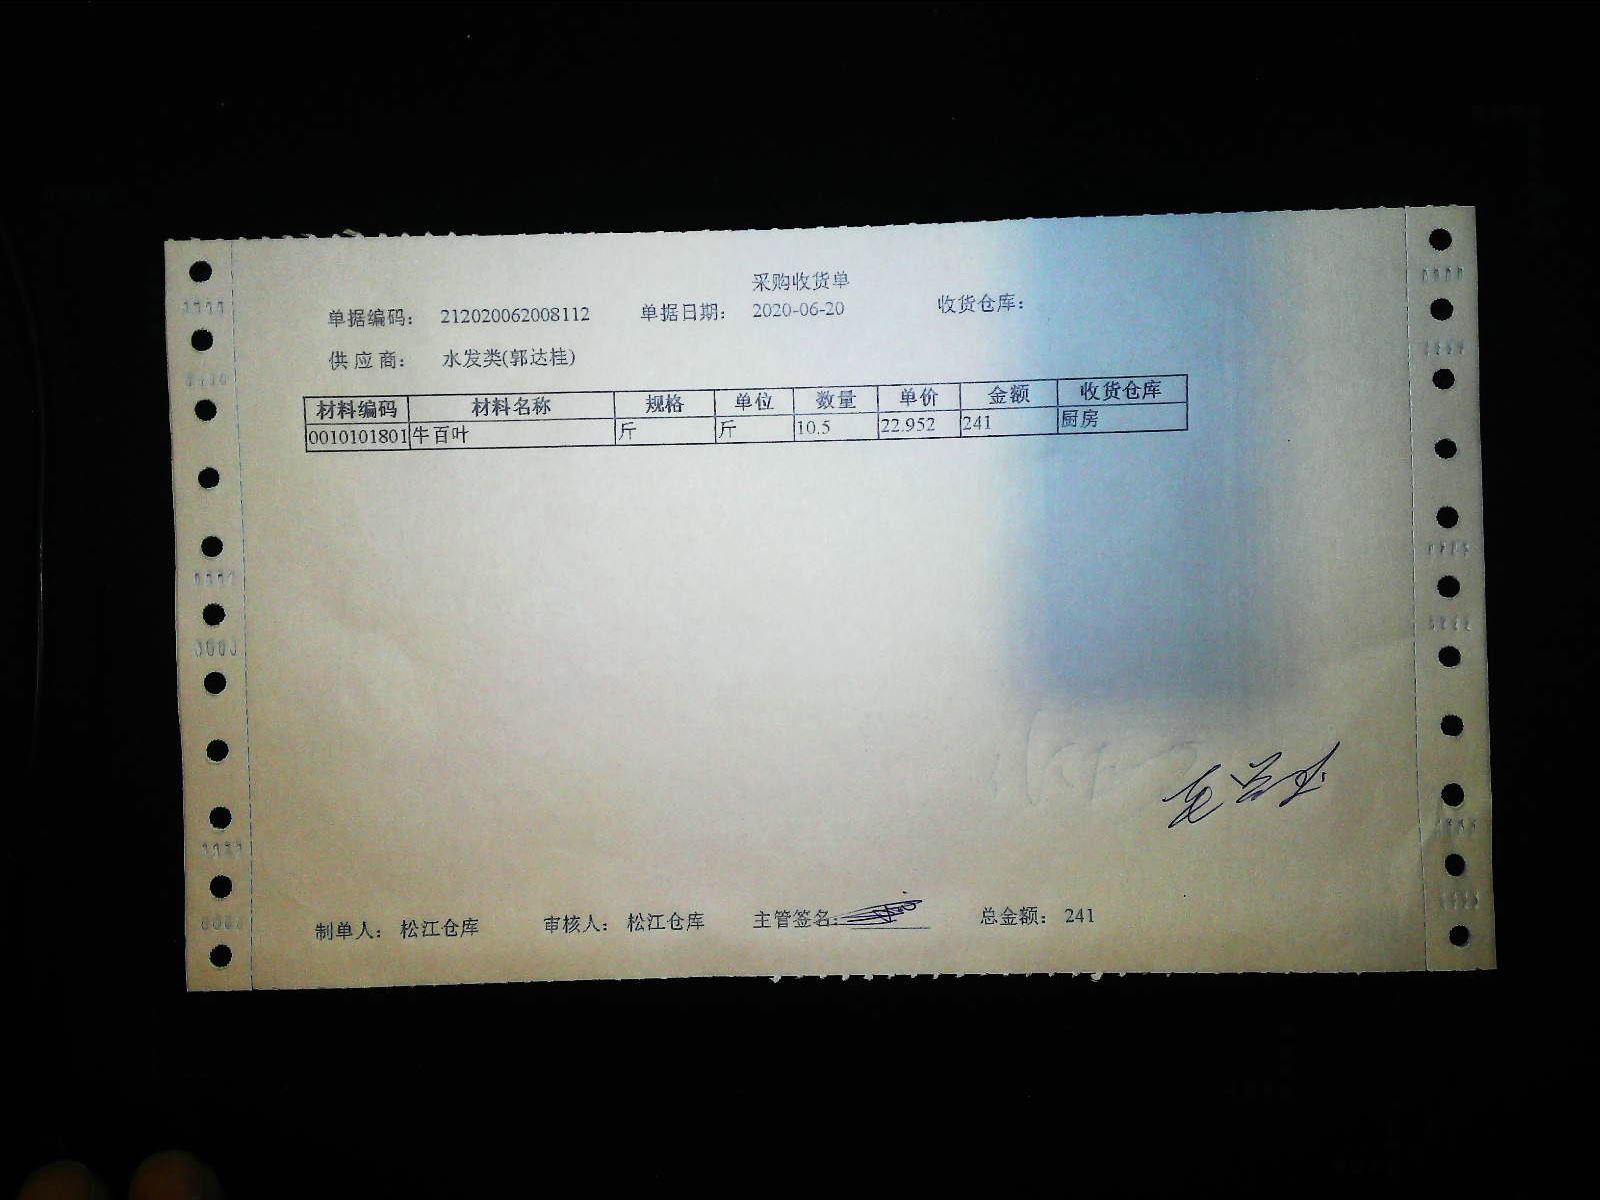 采购收货单
单据编码: 212020062008112 单据日期: 2020-06-20 收货仓库:
供应商: 水发类(郭达桂)
材料编码 材料名称 规格 单位 数量 单价 金额 收货仓库
0010101801 牛百叶 斤 斤 10.5 22.952 241 厨房
制单人: 松江仓库 审核人: 松江仓库 主管签名: 总金额: 241